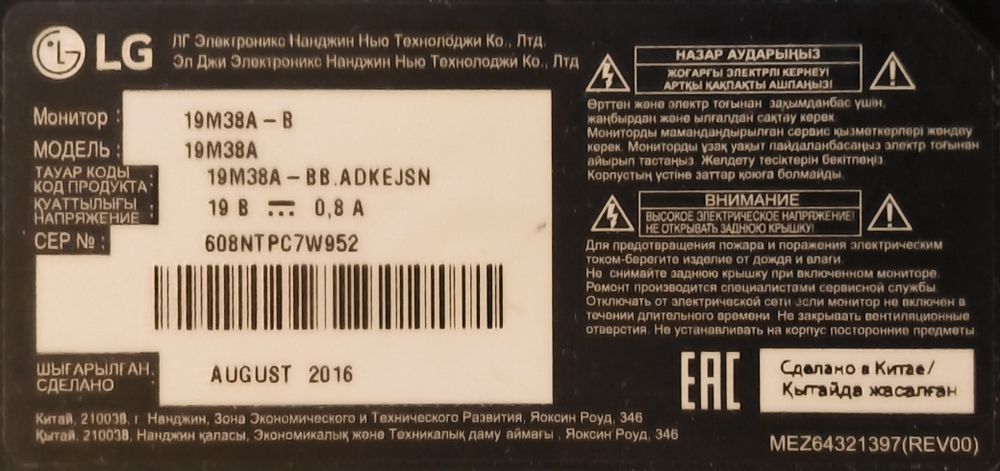 LG
ЛГ Электроникс Нанджин Нью Технолоджи Ко., Лтд.
Эл Джи Электроникс Нанджин Нью Технолоджи Ко., Лтд
Монитор : 19M38A – B
МОДЕЛЬ : 19M38A
ТАУАР КОДЫ
КОД ПРОДУКТА : 19M38A – BB.ADKEJSN
ҚУАТТЫЛЫҒЫ
НАПРЯЖЕНИЕ : 19 В 0,8 А
СЕР № : 608NTPC7W952
ШЫҒАРЫЛҒАН.
СДЕЛАНО : AUGUST 2016
Китай, 210038, г. Нанджин, Зона Экономического и Технического Развития, Яоксин Роуд, 346
Қытай, 210038, Нанджин қаласы, Экономикалық және Техникалық даму аймағы , Яоксин Роуд, 346
НАЗАР АУДАРЫҢЫЗ
ЖОҒАРҒЫ ЭЛЕКТРЛІ КЕРНЕУ!
АРТҚЫ ҚАҚПАҚТЫ АШПАҢЫЗ!
Өрттен және электр тоғынан зақымданбас үшін,
жаңбырдан және ылғалдан сақтау керек.
Мониторды мамандандырылған сервис қызметкерлері жөндеу
керек. Мониторды ұзақ уақыт пайдаланбасаңыз электр тоғынан
айырып тастаңыз. Желдету тесіктерін бекітпеңіз.
Корпустың үстіне заттар қоюға болмайды.
ВНИМАНИЕ
ВЫСОКОЕ ЭЛЕКТРИЧЕСКОЕ НАПРЯЖЕНИЕ!
НЕ ОТКРЫВАТЬ ЗАДНЮЮ КРЫШКУ!
Для предотвращения пожара и поражения электрическим
током-берегите изделие от дождя и влаги.
Не снимайте заднюю крышку при включенном мониторе.
Ремонт производится специалистами сервисной службы.
Отключать от электрической сети если монитор не включен в
течении длительного времени. Не закрывать вентиляционные
отверстия. Не устанавливать на корпус посторонние предметы.
EAC
Сделано в Китае/
Қытайда жасалған
MEZ64321397(REV00)